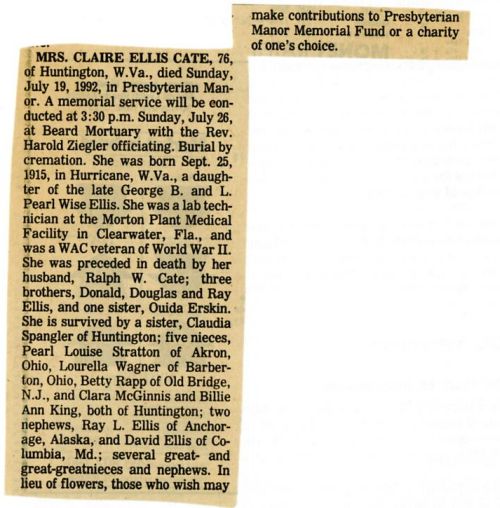 MRS. CLAIRE ELLIS CATE, 76,
of Huntington, W.Va., died Sunday,
July 19, 1992, in Presbyterian Man-
or. A memorial service will be eon-
ducted at 3:30 p.m. Sunday, July 26,
at Beard Mortuary with the Rev.
Harold Ziegler officiating. Burial by
cremation. She was born Sept. 25,
1915, in Hurricane, W.Va., a daugh-
ter of the late George B. and L.
Pearl Wise Ellis. She was a lab tech-
nician at the Morton Plant Medical
Facility in Clearwater, Fla., and
was a WAC veteran of World War II.
She was preceded in death by her
husband, Ralph W. Cate; three
brothers, Donald, Douglas and Ray
Ellis, and one sister, Ouida Erskin.
She is survived by a sister, Claudia
Spangler of Huntington; five nieces,
Pearl Louise Stratton of Akron,
Ohio, Lourella Wagner of Barber-
ton, Ohio, Betty Rapp of Old Bridge,
N.J., and Clara McGinnis and Billie
Ann King, both of Huntington; two
nephews, Ray L. Ellis of Anchor-
age, Alaska, and David Ellis of Co-
lumbia, Md.; several great- and
great-greatnieces and nephews. In
lieu of flowers, those who wish may
make contributions to Presbyterian
Manor Memorial Fund or a charity
of one's choice.